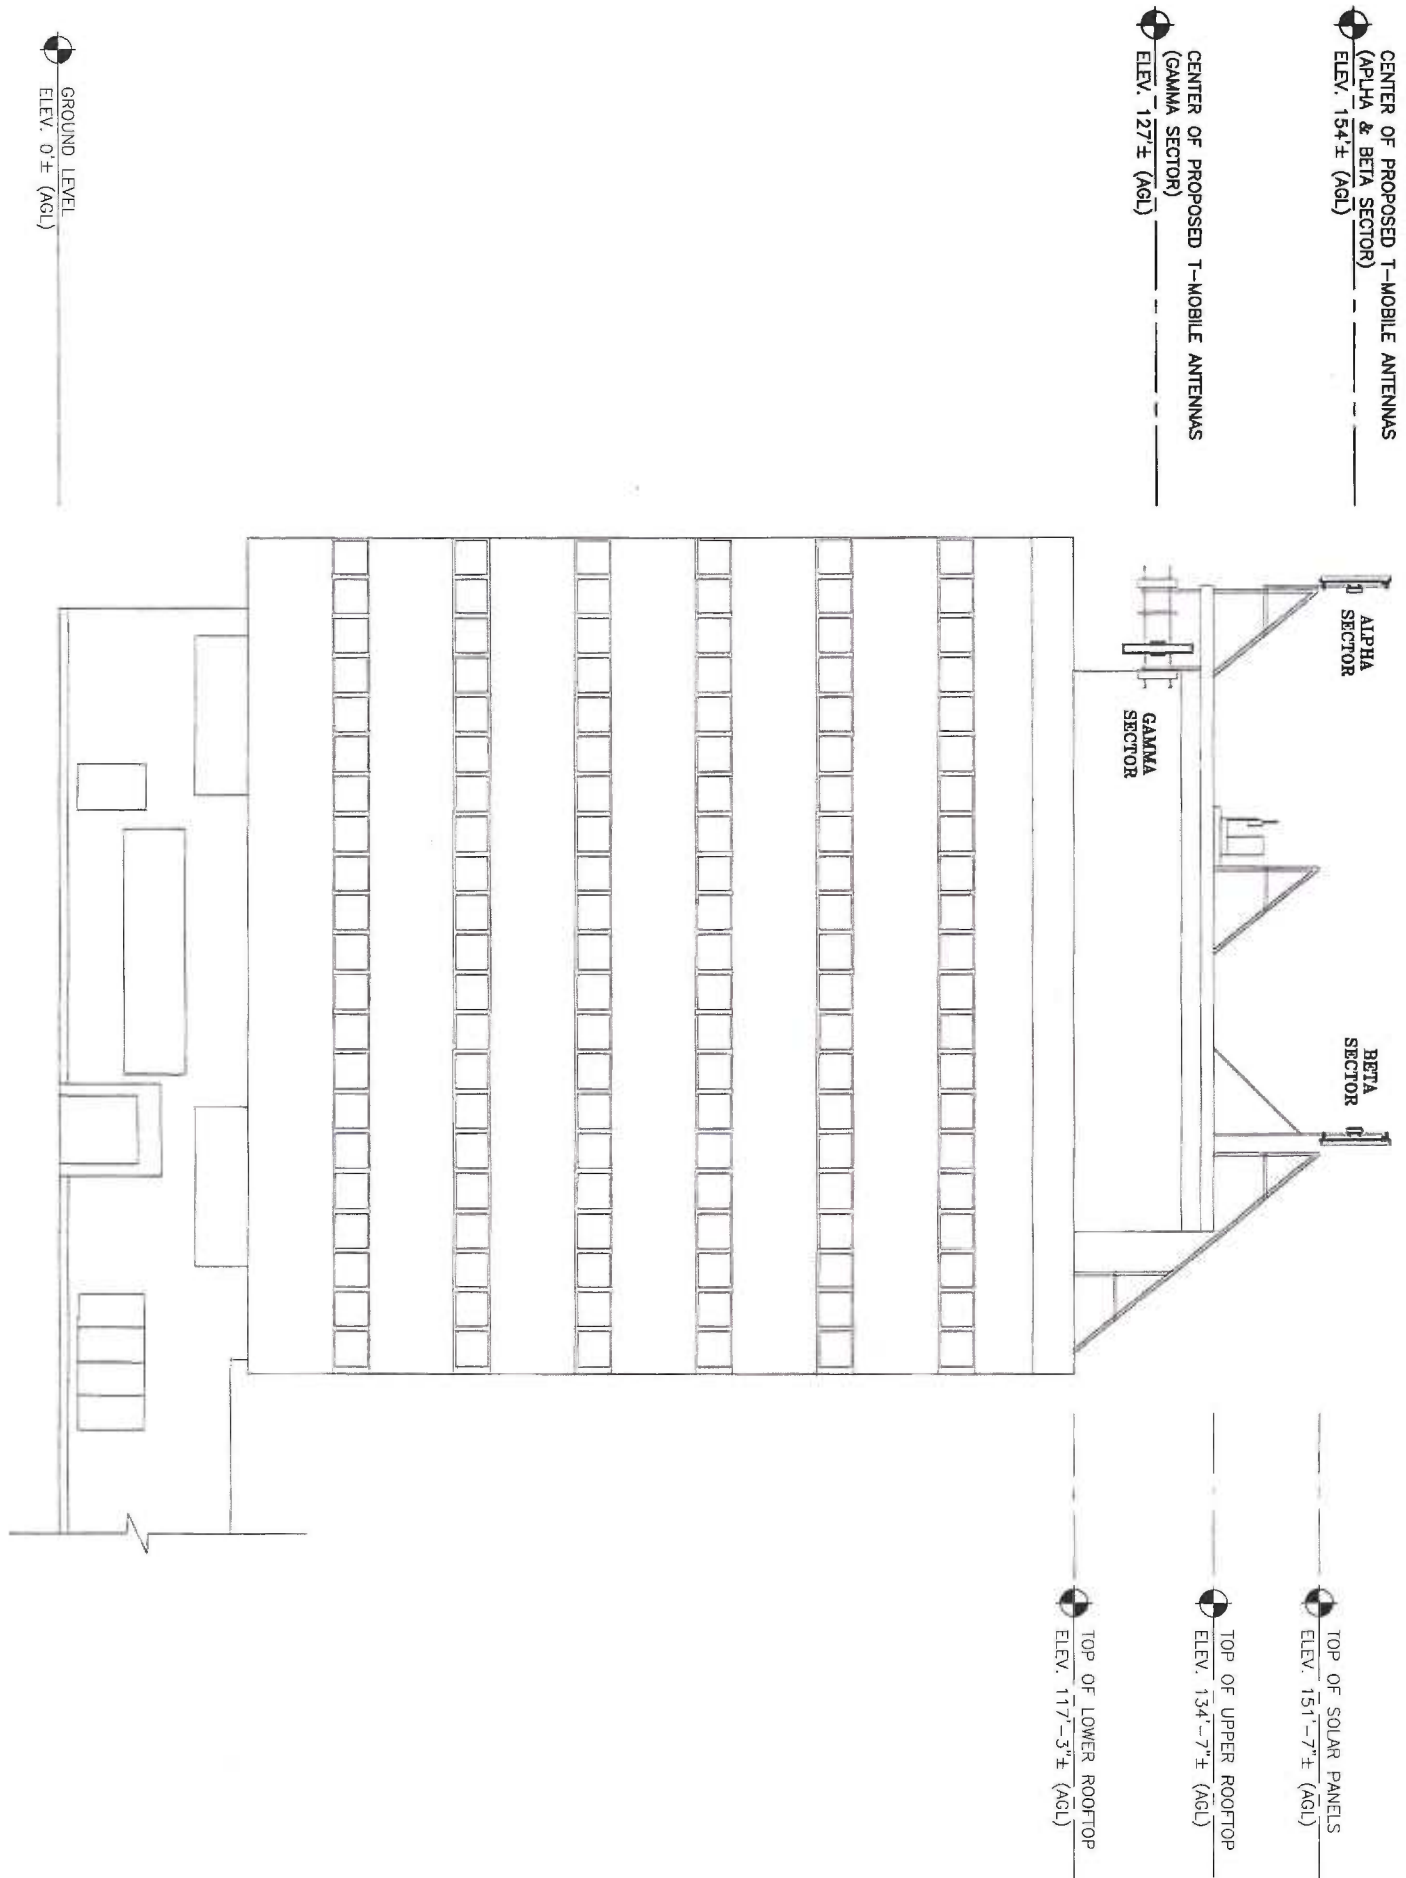 CENTER OF PROPOSED T-MOBILE ANTENNAS
(APLHA & BETA SECTOR)
ELEV. 154'± (AGL)
CENTER OF PROPOSED T-MOBILE ANTENNAS
(GAMMA SECTOR)
ELEV. 127'± (AGL)
GROUND LEVEL
ELEV. 0'± (AGL)
ALPHA
SECTOR
BETA
SECTOR
GAMMA
SECTOR
TOP OF SOLAR PANELS
ELEV. 151'-7"± (AGL)
TOP OF UPPER ROOFTOP
ELEV. 134'-7"± (AGL)
TOP OF LOWER ROOFTOP
ELEV. 117'-3"± (AGL)